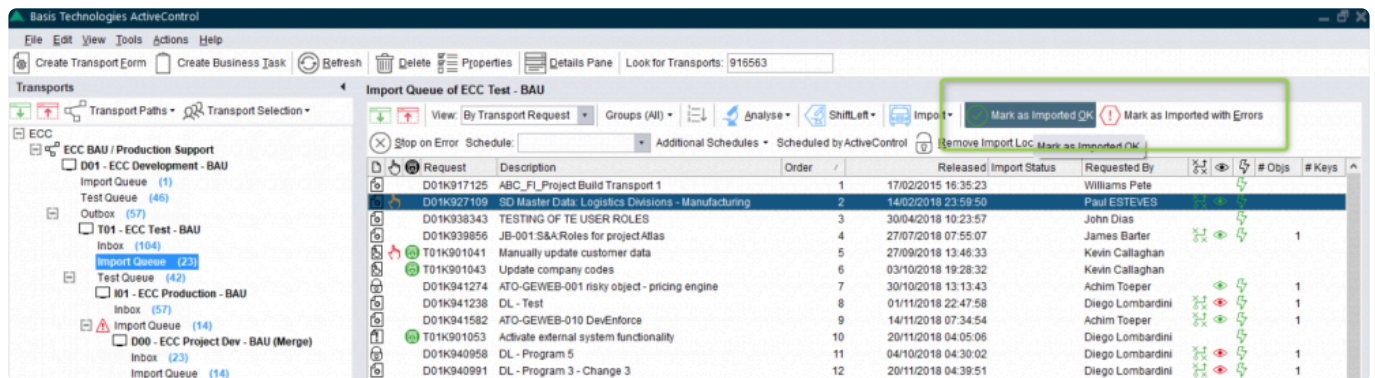 Basis Technologies ActiveControl
File Edit View Tools Actions Help
Create Transport Form Create Business Task Refresh Delete Properties Details Pane Look for Transports: 916563
Transports
Transport Paths Transport Selection
ECC
ECC BAU / Production Support
D01 - ECC Development - BAU
Import Queue (1)
Test Queue (46)
Outbox (57)
T01 - ECC Test - BAU
Inbox (104)
Import Queue (23)
Test Queue (42)
I01 - ECC Production - BAU
Inbox (57)
Import Queue (14)
D00 - ECC Project Dev - BAU (Merge)
Inbox (23)
Import Queue (14)
Import Queue of ECC Test - BAU
View: By Transport Request Groups (All) Analyse ShiftLeft Import Mark as Imported OK Mark as Imported with Errors
Stop on Error Schedule: Additional Schedules Scheduled by ActiveControl Remove Import Loc
Mark as Imported OK
Request Description Order Released Import Status Requested By # Objs # Keys
D01K917125 ABC_FI_Project Build Transport 1 1 17/02/2015 16:35:23 Williams Pete
D01K927109 SD Master Data: Logistics Divisions - Manufacturing 2 14/02/2018 23:59:50 Paul ESTEVES
D01K938343 TESTING OF TE USER ROLES 3 30/04/2018 10:23:57 John Dias
D01K939856 JB-001:S&A:Roles for project Atlas 4 27/07/2018 07:55:07 James Barter 1
T01K901041 Manually update customer data 5 27/09/2018 13:46:33 Kevin Callaghan
T01K901043 Update company codes 6 03/10/2018 19:28:32 Kevin Callaghan
D01K941274 ATO-GEWEB-001 risky object - pricing engine 7 30/10/2018 13:13:43 Achim Toeper 1
D01K941238 DL - Test 8 01/11/2018 22:47:58 Diego Lombardini 1
D01K941582 ATO-GEWEB-010 DevEnforce 9 14/11/2018 07:34:54 Achim Toeper 1
T01K901053 Activate external system functionality 10 20/11/2018 04:05:06 Diego Lombardini
D01K940958 DL - Program 5 11 04/10/2018 04:30:02 Diego Lombardini 1
D01K940991 DL - Program 3 - Change 3 12 20/11/2018 04:39:51 Diego Lombardini 1